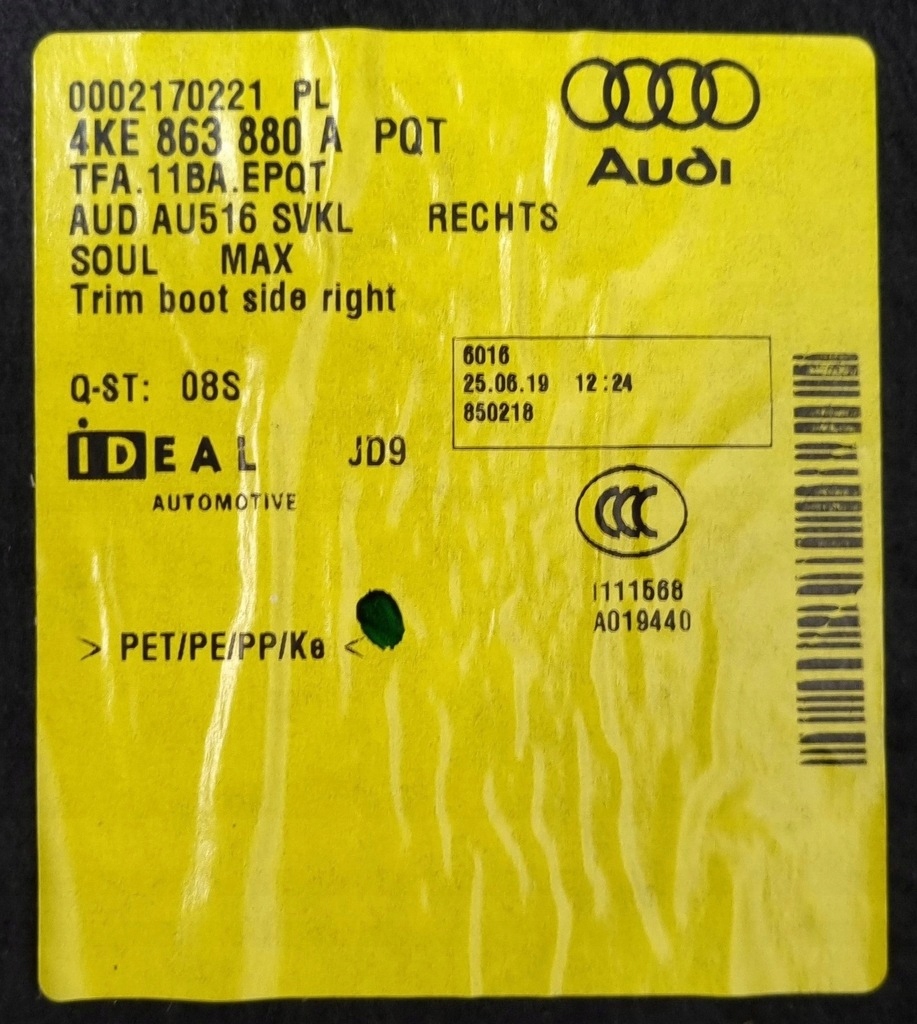 0002170221 PL
4KE 863 880 A PQT
Audi
TFA.11BA.EPQT
AUD AU516 SVKL RECHTS
SOUL MAX
Trim boot side right
6016
25.06.19 12:24
850218
Q-ST: 08S
iDEAL JD9
AUTOMOTIVE
CCC
I111568
A019440
> PET/PE/PP/Ke <